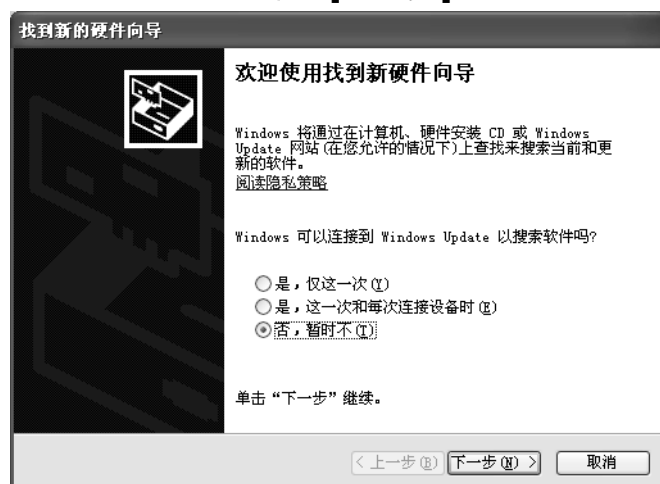 找到新的硬件向导
欢迎使用找到新硬件向导
Windows 将通过在计算机、硬件安装 CD 或 Windows
Update 网站(在您允许的情况下)上查找来搜索当前和更
新的软件。
阅读隐私策略
Windows 可以连接到 Windows Update 以搜索软件吗?
是，仅这一次(Y)
是，这一次和每次连接设备时(E)
否，暂时不(T)
单击“下一步”继续。
< 上一步(B) 下一步(N) > 取消